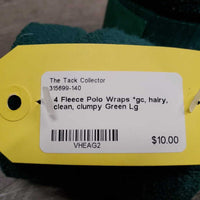 The Tack Collector
315699-140
4 Fleece Polo Wraps *gc, hairy,
clean, clumpy Green Lg
$10.00
VHEAG2